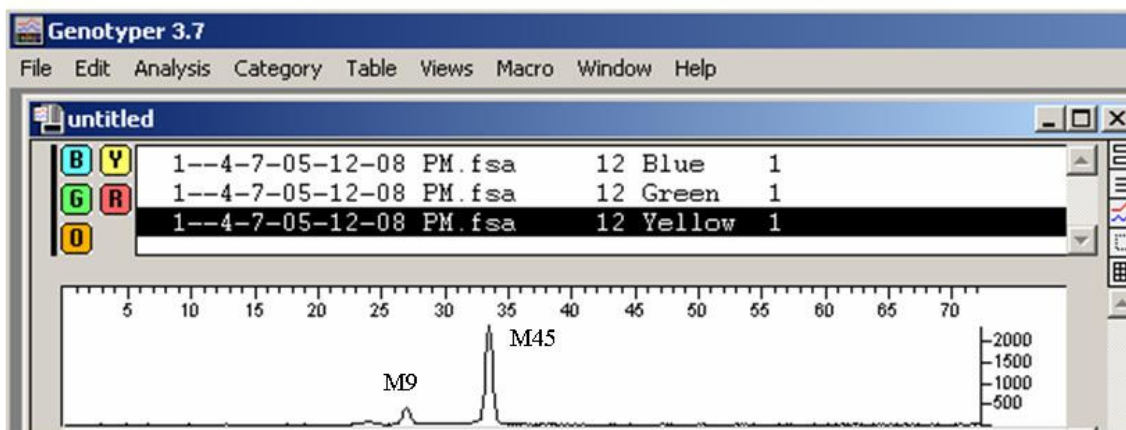 Genotyper 3.7
File Edit Analysis Category Table Views Macro Window Help
untitled
B Y 1--4-7-05-12-08 PM.fsa 12 Blue 1
G R 1--4-7-05-12-08 PM.fsa 12 Green 1
O 1--4-7-05-12-08 PM.fsa 12 Yellow 1
5 10 15 20 25 30 35 40 45 50 55 60 65 70
M45
2000
1500
M9
1000
500